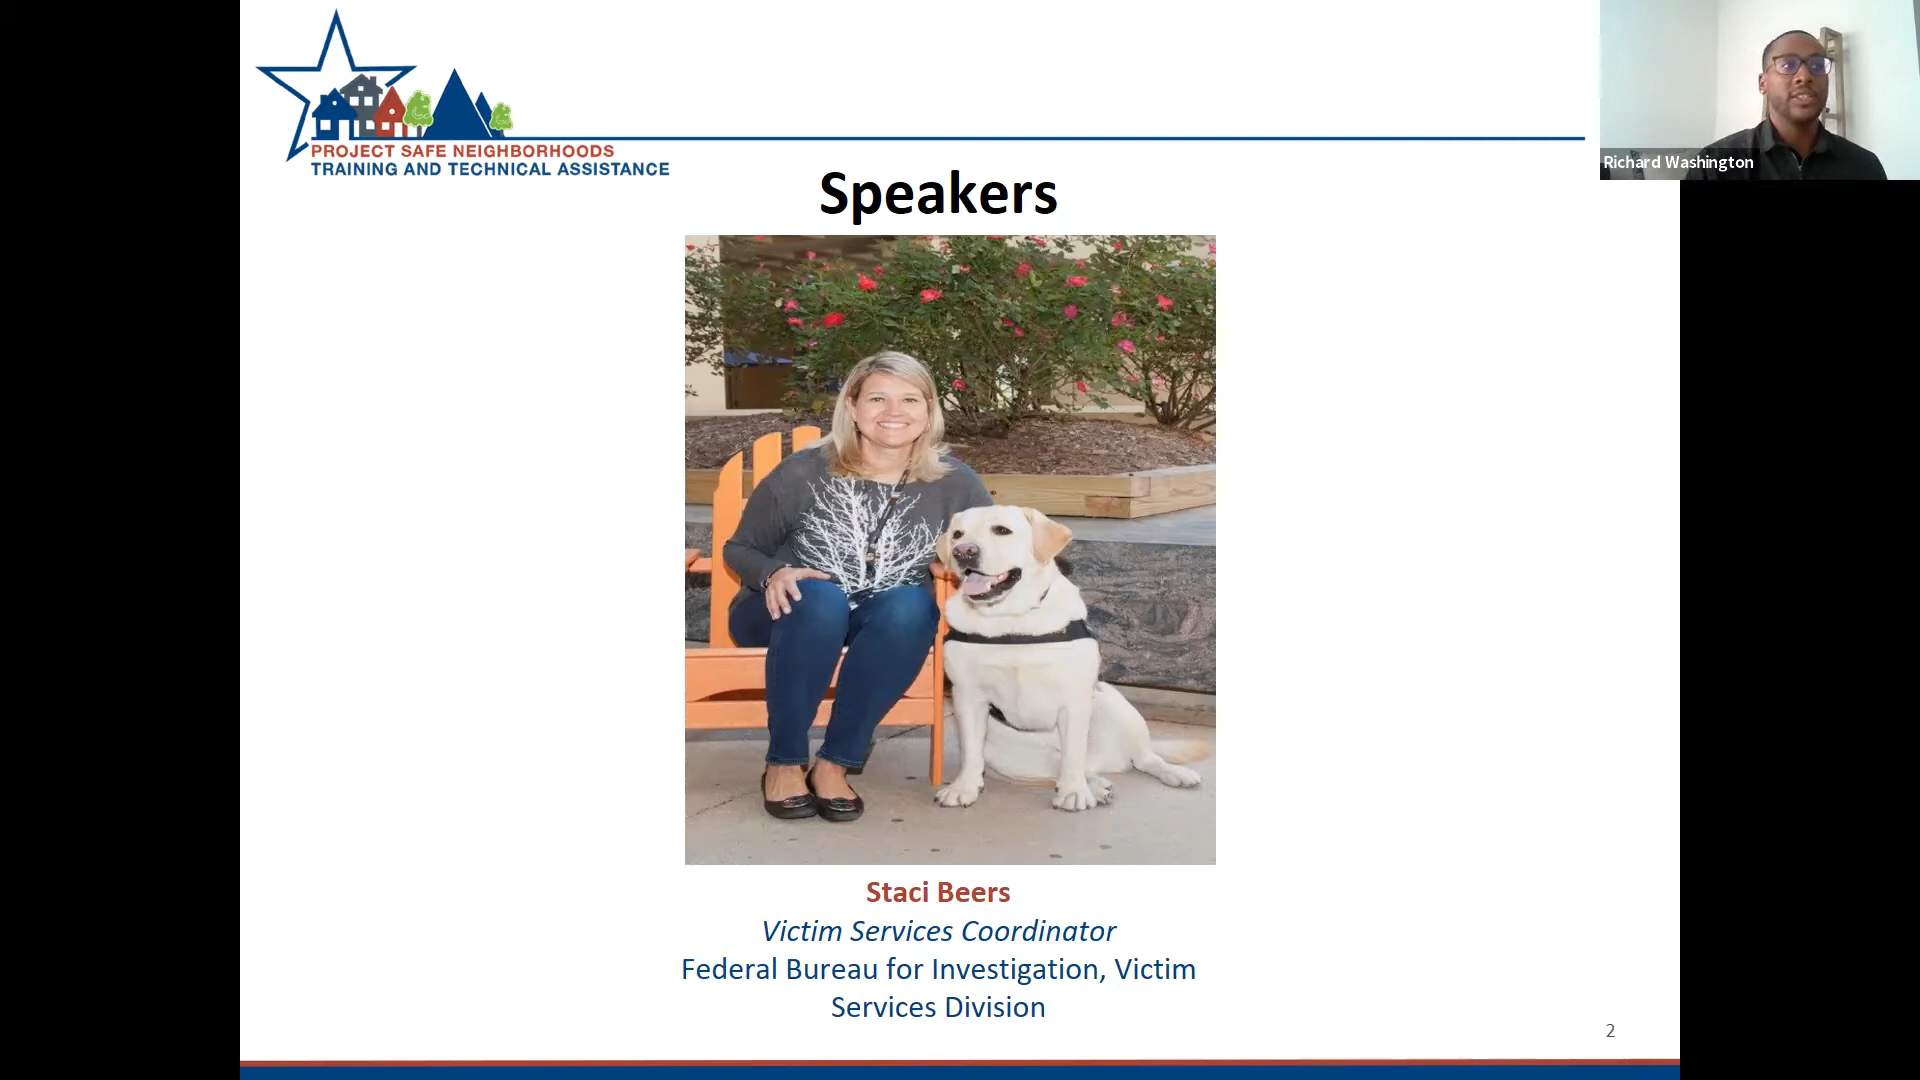 PROJECT SAFE NEIGHBORHOODS
TRAINING AND TECHNICAL ASSISTANCE
Richard Washington
Speakers
Staci Beers
Victim Services Coordinator
Federal Bureau for Investigation, Victim
Services Division
2